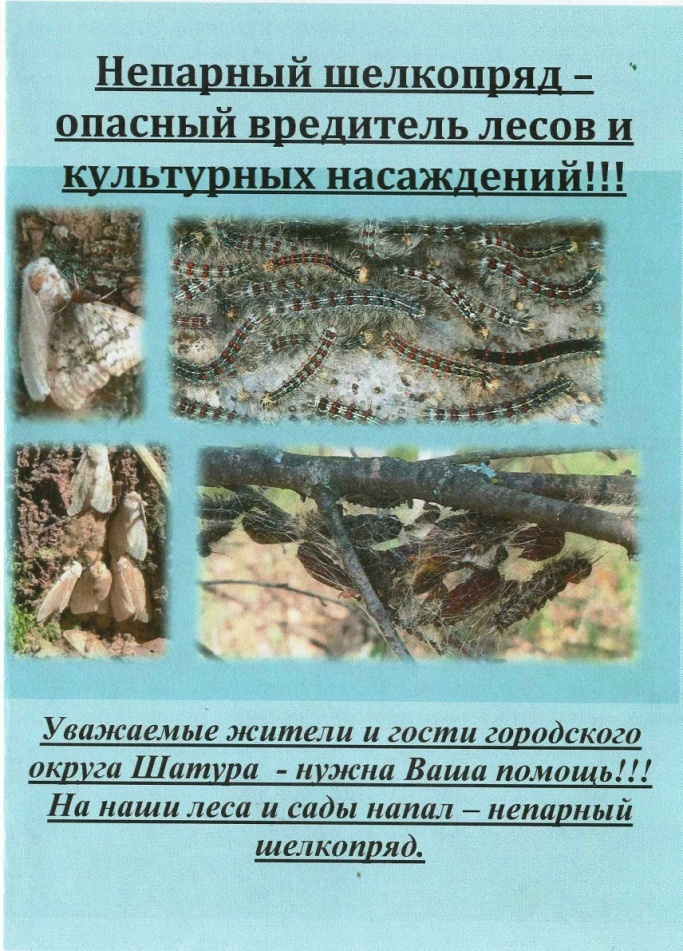 Непарный шелкопряд –
опасный вредитель лесов и
культурных насаждений!!!
Уважаемые жители и гости городского
округа Шатура - нужна Ваша помощь!!!
На наши леса и сады напал – непарный
шелкопряд.